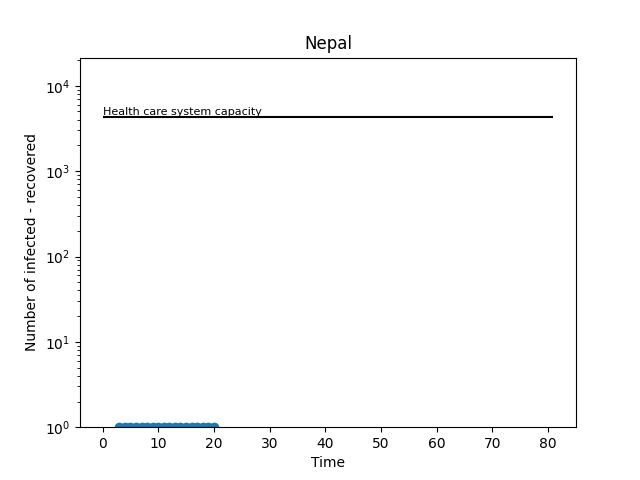 Nepal
Number of infected - recovered
10⁴
10³
10²
10¹
10⁰
Health care system capacity
0 10 20 30 40 50 60 70 80
Time